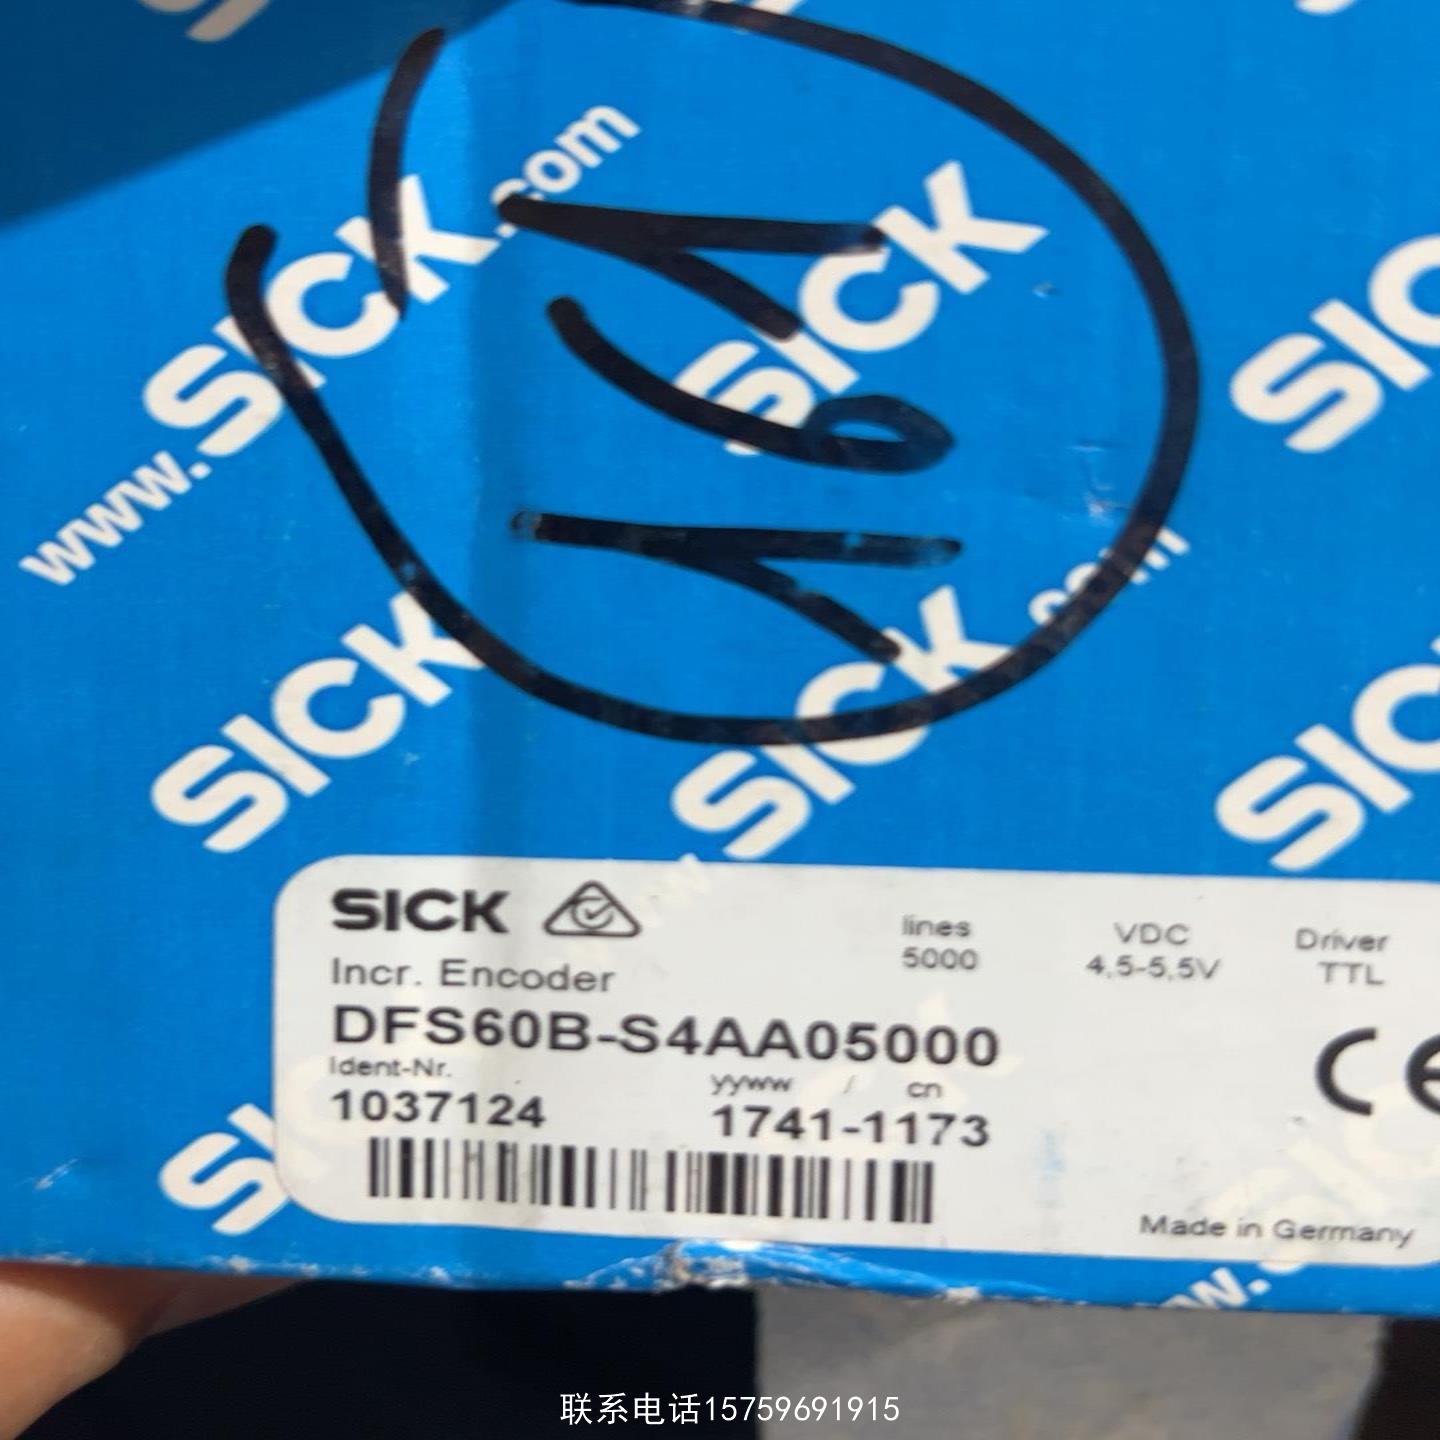 www.SICK.com
SICK
SICK
SICK
SICK.com
SICK
161
SICK
lines
5000
VDC
4,5-5,5V
Driver
TTL
Incr. Encoder
DFS60B-S4AA05000
Ident-Nr.
yyww / cn
1037124
1741-1173
CE
Made in Germany
联系电话15759691915